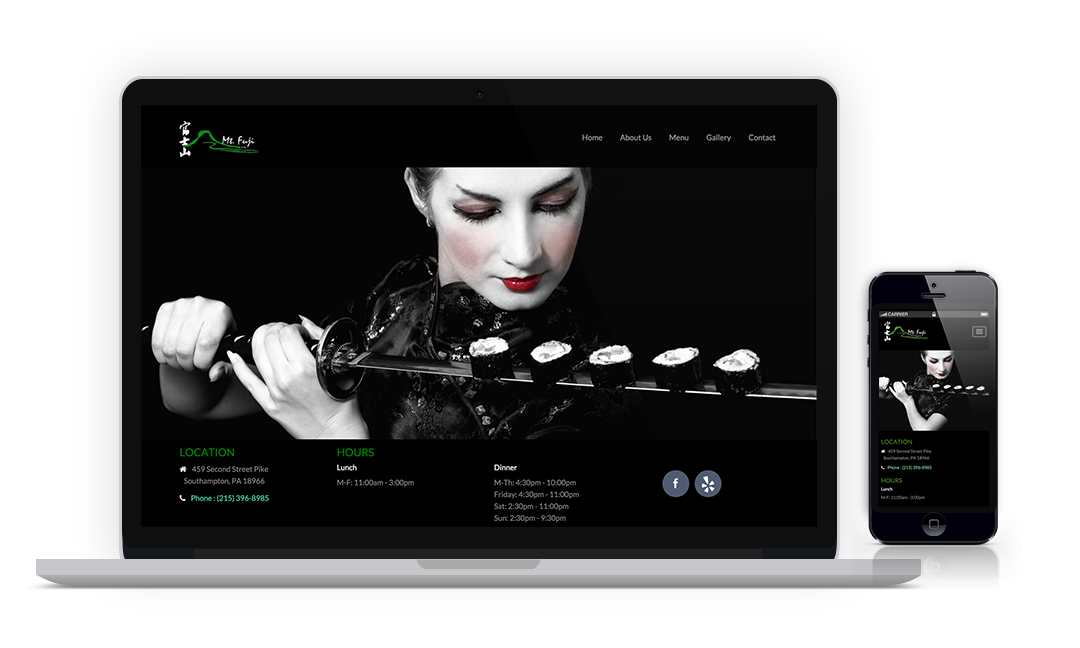 富士山
Mt. Fuji
Home About Us Menu Gallery Contact
LOCATION
459 Second Street Pike
Southampton, PA 18966
Phone : (215) 396-8985
HOURS
Lunch
M-F: 11:00am - 3:00pm
Dinner
M-Th: 4:30pm - 10:00pm
Friday: 4:30pm - 11:00pm
Sat: 2:30pm - 11:00pm
Sun: 2:30pm - 9:30pm
f
CARRIER
富士山
Mt. Fuji
LOCATION
459 Second Street Pike
Southampton, PA 18966
Phone : (215) 396-8985
HOURS
Lunch
M-F: 11:00am - 3:00pm